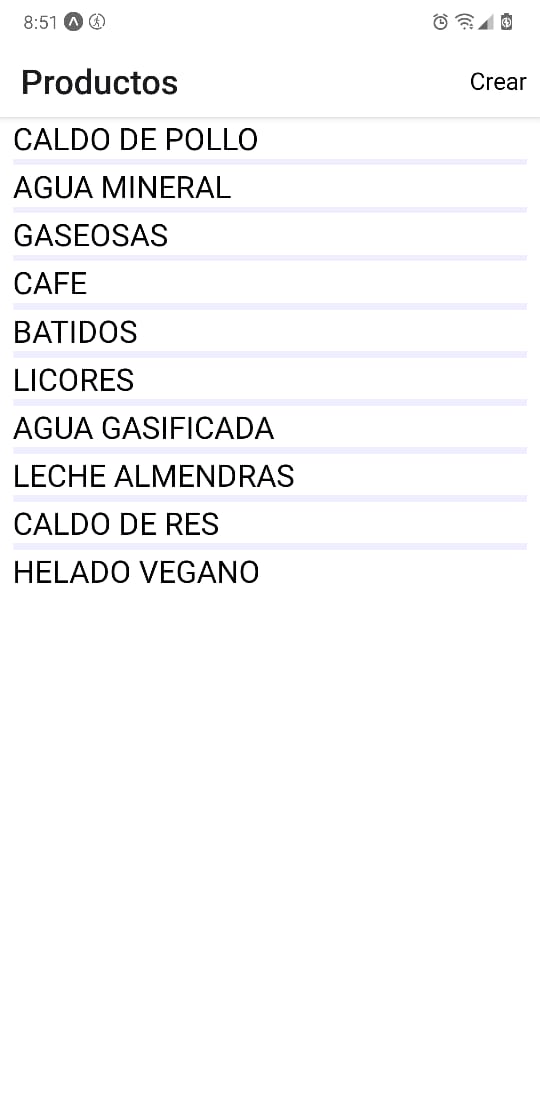 8:51
Productos
Crear
CALDO DE POLLO
AGUA MINERAL
GASEOSAS
CAFE
BATIDOS
LICORES
AGUA GASIFICADA
LECHE ALMENDRAS
CALDO DE RES
HELADO VEGANO